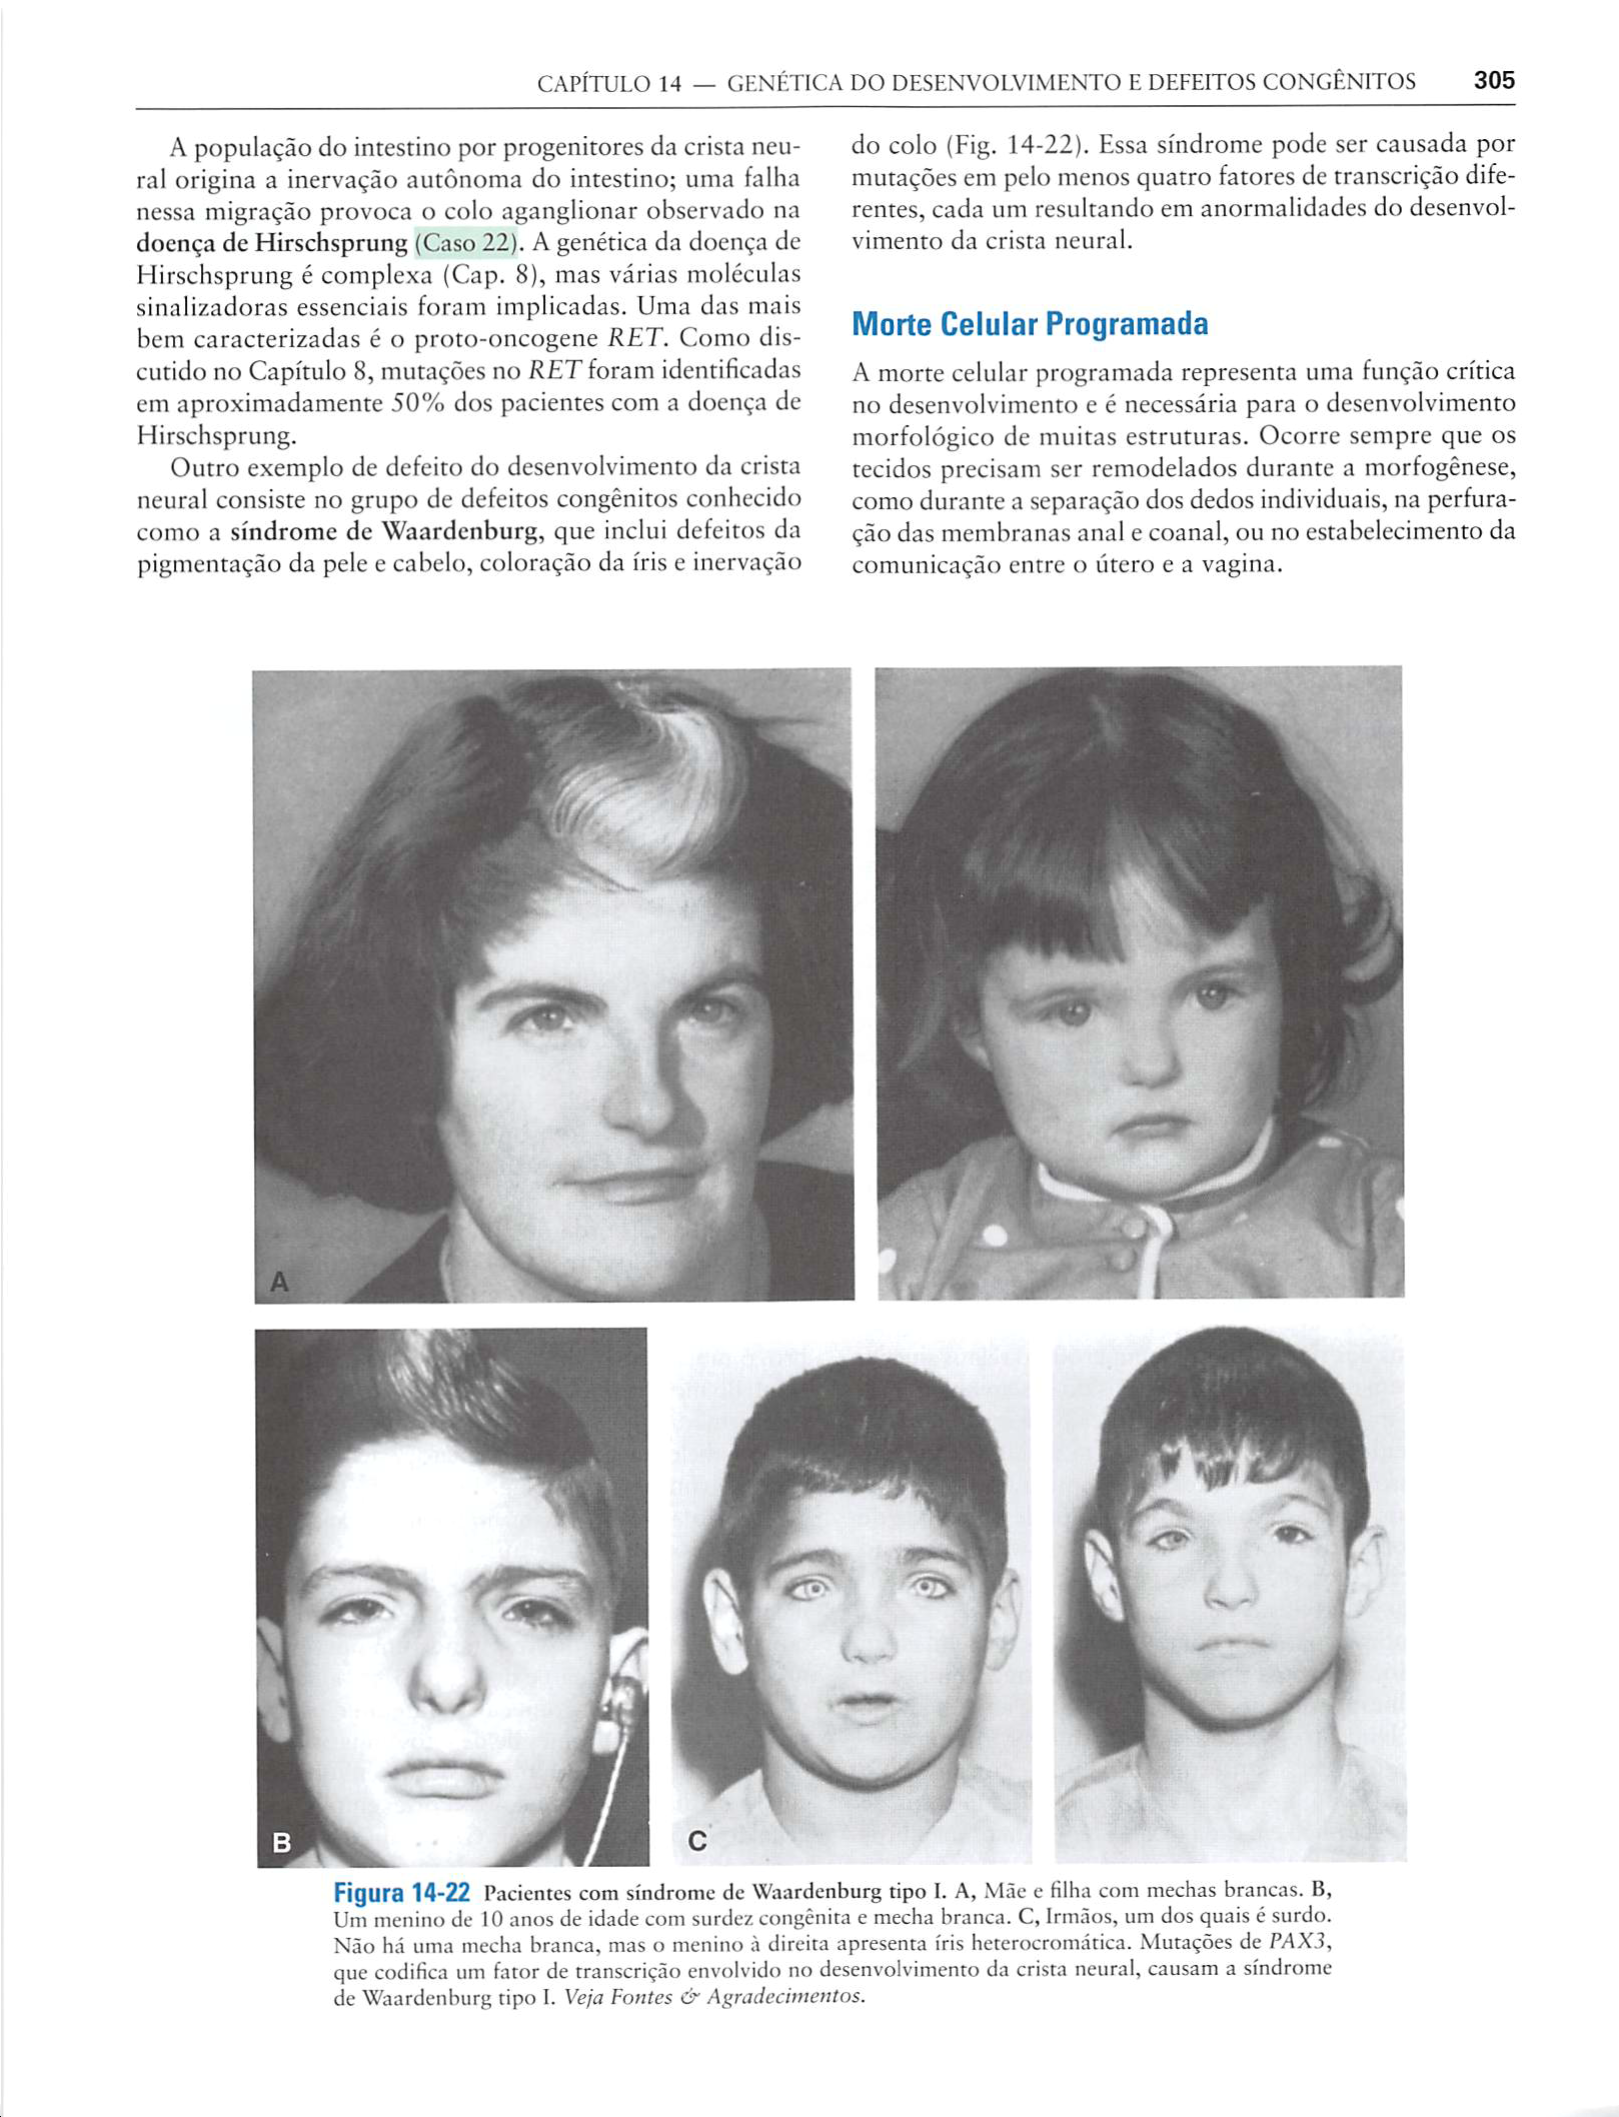 CAPÍTULO 14 — GENÉTICA DO DESENVOLVIMENTO E DEFEITOS CONGÊNITOS 305
A população do intestino por progenitores da crista neu-
ral origina a inervação autônoma do intestino; uma falha
nessa migração provoca o colo aganglionar observado na
doença de Hirschsprung (Caso 22). A genética da doença de
Hirschsprung é complexa (Cap. 8), mas várias moléculas
sinalizadoras essenciais foram implicadas. Uma das mais
bem caracterizadas é o proto-oncogene RET. Como dis-
cutido no Capítulo 8, mutações no RET foram identificadas
em aproximadamente 50% dos pacientes com a doença de
Hirschsprung.
Outro exemplo de defeito do desenvolvimento da crista
neural consiste no grupo de defeitos congênitos conhecido
como a síndrome de Waardenburg, que inclui defeitos da
pigmentação da pele e cabelo, coloração da íris e inervação
do colo (Fig. 14-22). Essa síndrome pode ser causada por
mutações em pelo menos quatro fatores de transcrição dife-
rentes, cada um resultando em anormalidades do desenvol-
vimento da crista neural.
Morte Celular Programada
A morte celular programada representa uma função crítica
no desenvolvimento e é necessária para o desenvolvimento
morfológico de muitas estruturas. Ocorre sempre que os
tecidos precisam ser remodelados durante a morfogênese,
como durante a separação dos dedos individuais, na perfura-
ção das membranas anal e coanal, ou no estabelecimento da
comunicação entre o útero e a vagina.
A
B
C
Figura 14-22 Pacientes com síndrome de Waardenburg tipo I. A, Mãe e filha com mechas brancas. B,
Um menino de 10 anos de idade com surdez congênita e mecha branca. C, Irmãos, um dos quais é surdo.
Não há uma mecha branca, mas o menino à direita apresenta íris heterocromática. Mutações de PAX3,
que codifica um fator de transcrição envolvido no desenvolvimento da crista neural, causam a síndrome
de Waardenburg tipo I. Veja Fontes & Agradecimentos.